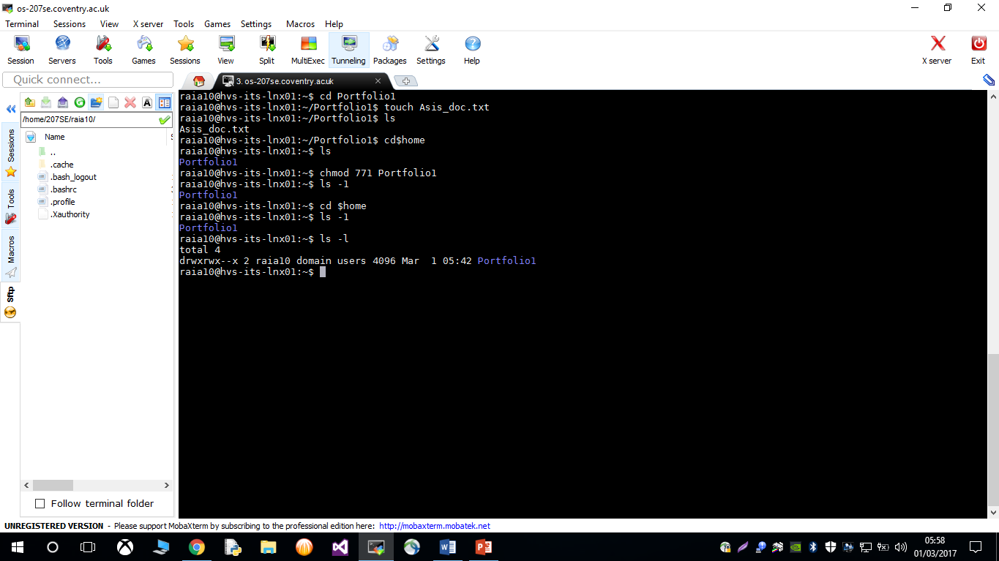 os-207se.coventry.ac.uk
Terminal Sessions View X server Tools Games Settings Macros Help
Session Servers Tools Games Sessions View Split MultiExec Tunneling Packages Settings Help X server Exit
Quick connect...
3. os-207se.coventry.ac.uk
/home/207SE/raia10/
Name
..
.cache
.bash_logout
.bashrc
.profile
.Xauthority
Sessions
Tools
Macros
Sftp
Follow terminal folder
raia10@hvs-its-lnx01:~$ cd Portfolio1
raia10@hvs-its-lnx01:~/Portfolio1$ touch Asis_doc.txt
raia10@hvs-its-lnx01:~/Portfolio1$ ls
Asis_doc.txt
raia10@hvs-its-lnx01:~/Portfolio1$ cd$home
raia10@hvs-its-lnx01:~$ ls
Portfolio1
raia10@hvs-its-lnx01:~$ chmod 771 Portfolio1
raia10@hvs-its-lnx01:~$ ls -1
Portfolio1
raia10@hvs-its-lnx01:~$ cd $home
raia10@hvs-its-lnx01:~$ ls -1
Portfolio1
raia10@hvs-its-lnx01:~$ ls -l
total 4
drwxrwx--x 2 raia10 domain users 4096 Mar  1 05:42 Portfolio1
raia10@hvs-its-lnx01:~$
UNREGISTERED VERSION - Please support MobaXterm by subscribing to the professional edition here: http://mobaxterm.mobatek.net
05:58
01/03/2017